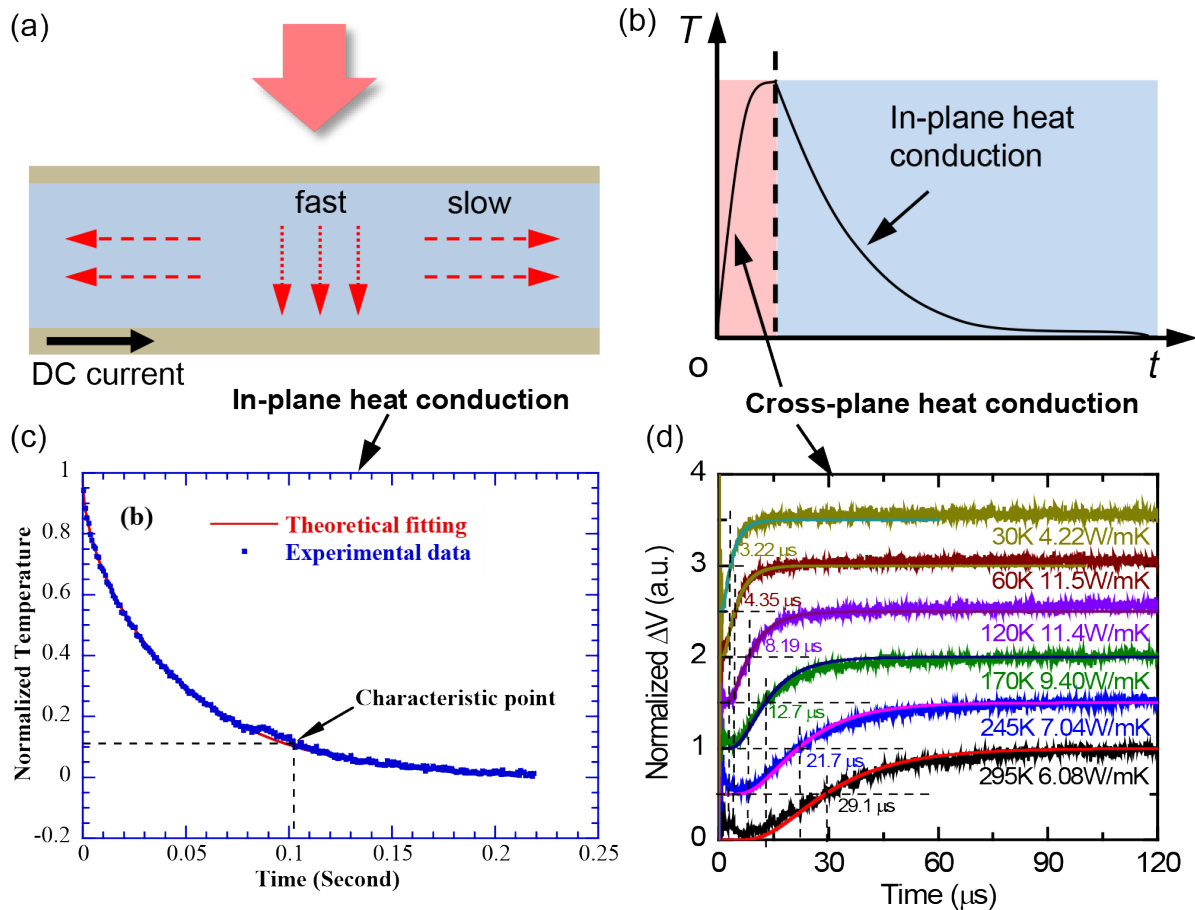 (a)
fast
slow
DC current
(b)
T
In-plane heat
conduction
o
t
In-plane heat conduction
Cross-plane heat conduction
(c)
1
0.8
0.6
0.4
0.2
0
-0.2
Normalized Temperature
(b)
Theoretical fitting
Experimental data
Characteristic point
0
0.05
0.1
0.15
0.2
0.25
Time (Second)
(d)
4
3
2
1
0
Normalized ΔV (a.u.)
3.22 μs
30K 4.22W/mK
60K 11.5W/mK
4.35 μs
120K 11.4W/mK
8.19 μs
170K 9.40W/mK
12.7 μs
245K 7.04W/mK
21.7 μs
295K 6.08W/mK
29.1 μs
0
30
60
90
120
Time (μs)